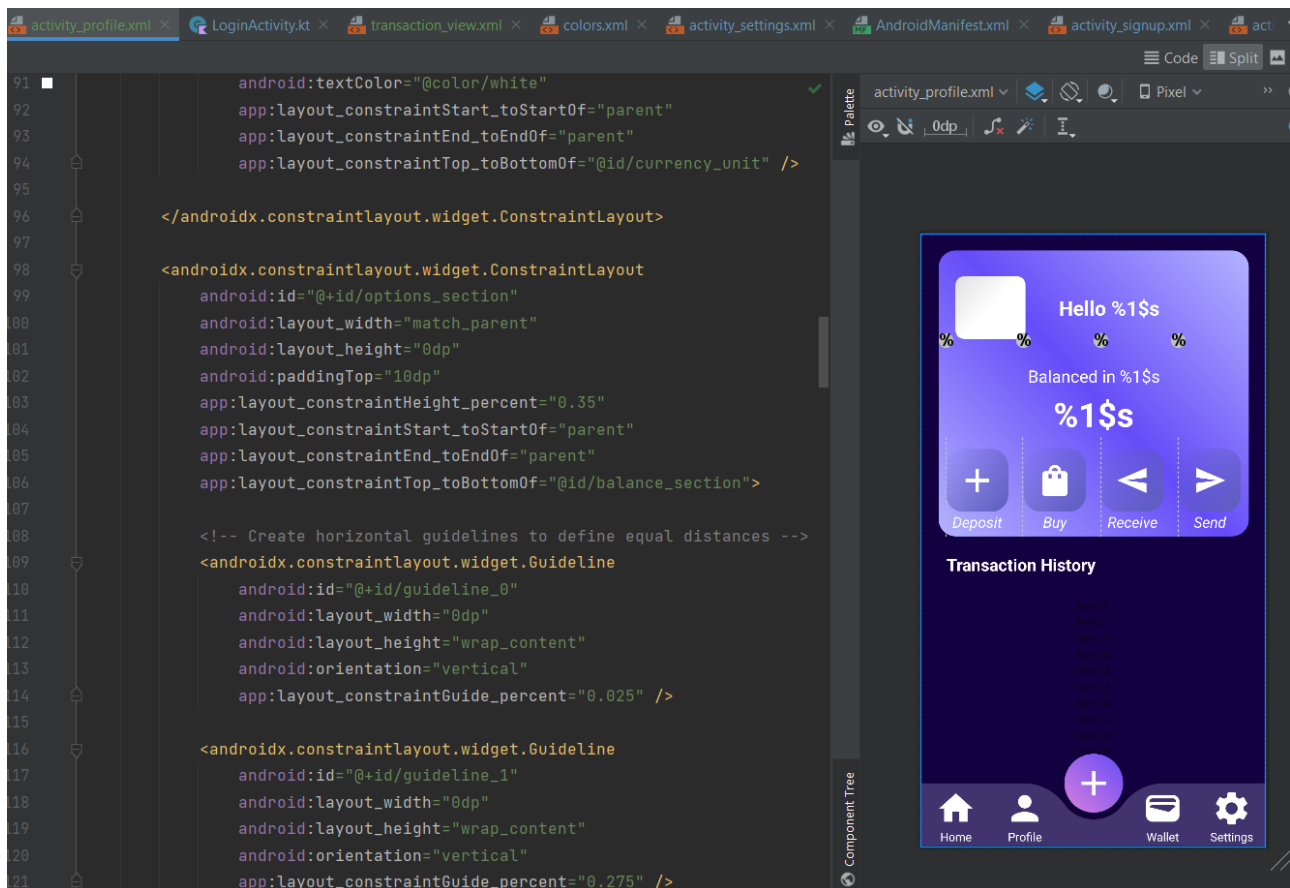 activity_profile.xml × LoginActivity.kt × transaction_view.xml × colors.xml × activity_settings.xml × AndroidManifest.xml × activity_signup.xml × acti
Code Split
91 android:textColor="@color/white"
92 app:layout_constraintStart_toStartOf="parent"
93 app:layout_constraintEnd_toEndOf="parent"
94 app:layout_constraintTop_toBottomOf="@id/currency_unit" />
95
96 </androidx.constraintlayout.widget.ConstraintLayout>
97
98 <androidx.constraintlayout.widget.ConstraintLayout
99 android:id="@+id/options_section"
100 android:layout_width="match_parent"
101 android:layout_height="0dp"
102 android:paddingTop="10dp"
103 app:layout_constraintHeight_percent="0.35"
104 app:layout_constraintStart_toStartOf="parent"
105 app:layout_constraintEnd_toEndOf="parent"
106 app:layout_constraintTop_toBottomOf="@id/balance_section">
107
108 <!-- Create horizontal guidelines to define equal distances -->
109 <androidx.constraintlayout.widget.Guideline
110 android:id="@+id/guideline_0"
111 android:layout_width="0dp"
112 android:layout_height="wrap_content"
113 android:orientation="vertical"
114 app:layout_constraintGuide_percent="0.025" />
115
116 <androidx.constraintlayout.widget.Guideline
117 android:id="@+id/guideline_1"
118 android:layout_width="0dp"
119 android:layout_height="wrap_content"
120 android:orientation="vertical"
121 app:layout_constraintGuide_percent="0.275" />
Palette
Component Tree
activity_profile.xml Pixel
0dp
Hello %1$s
% % % %
Balanced in %1$s
%1$s
Deposit Buy Receive Send
Transaction History
Home Profile Wallet Settings